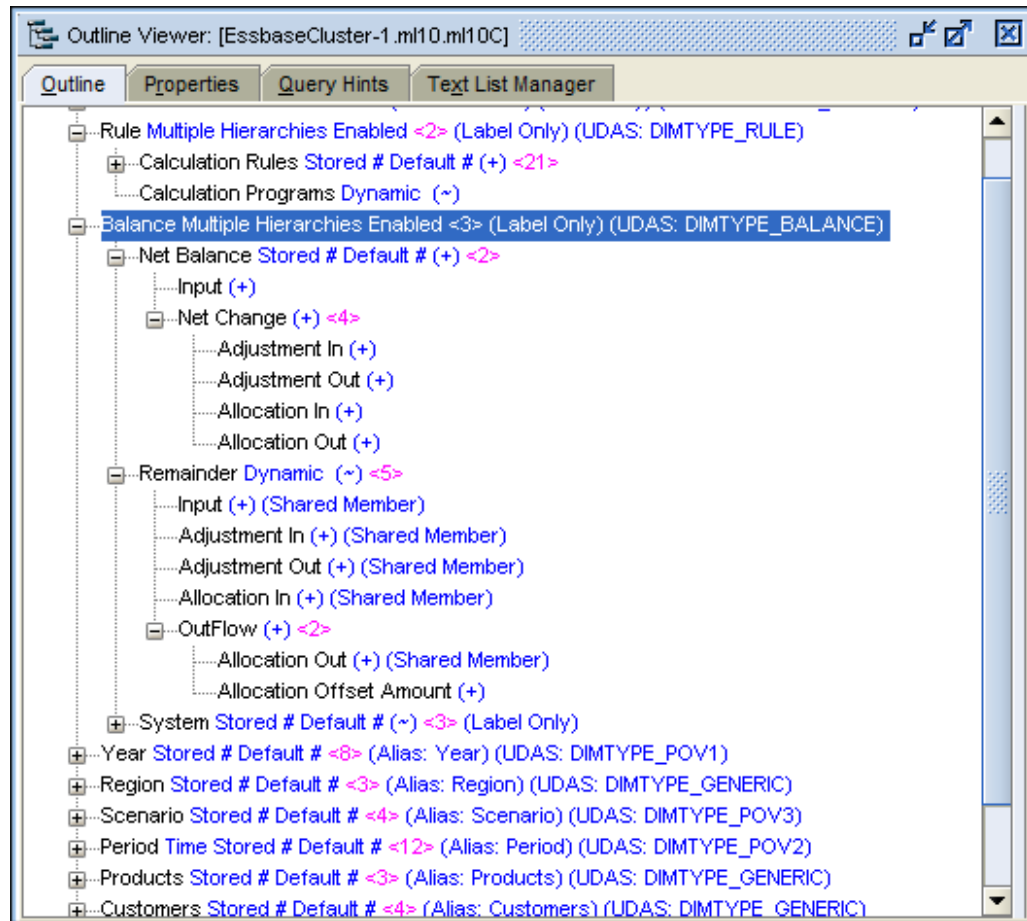 Outline Viewer: [EssbaseCluster-1.ml10.ml10C]
Outline Properties Query Hints Text List Manager
Rule Multiple Hierarchies Enabled <2> (Label Only) (UDAS: DIMTYPE_RULE)
Calculation Rules Stored # Default # (+) <21>
Calculation Programs Dynamic (~)
Balance Multiple Hierarchies Enabled <3> (Label Only) (UDAS: DIMTYPE_BALANCE)
Net Balance Stored # Default # (+) <2>
Input (+)
Net Change (+) <4>
Adjustment In (+)
Adjustment Out (+)
Allocation In (+)
Allocation Out (+)
Remainder Dynamic (~) <5>
Input (+) (Shared Member)
Adjustment In (+) (Shared Member)
Adjustment Out (+) (Shared Member)
Allocation In (+) (Shared Member)
OutFlow (+) <2>
Allocation Out (+) (Shared Member)
Allocation Offset Amount (+)
System Stored # Default # (~) <3> (Label Only)
Year Stored # Default # <8> (Alias: Year) (UDAS: DIMTYPE_POV1)
Region Stored # Default # <3> (Alias: Region) (UDAS: DIMTYPE_GENERIC)
Scenario Stored # Default # <4> (Alias: Scenario) (UDAS: DIMTYPE_POV3)
Period Time Stored # Default # <12> (Alias: Period) (UDAS: DIMTYPE_POV2)
Products Stored # Default # <3> (Alias: Products) (UDAS: DIMTYPE_GENERIC)
Customers Stored # Default # <4> (Alias: Customers) (UDAS: DIMTYPE_GENERIC)